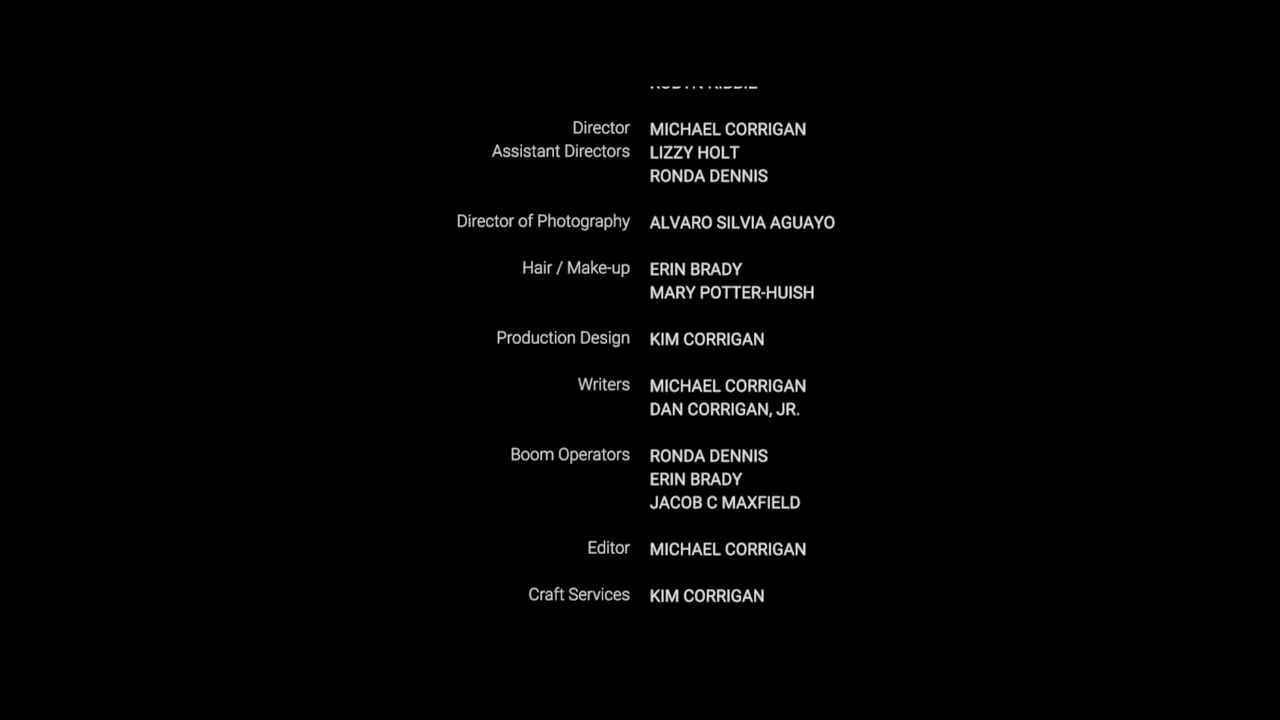 Director MICHAEL CORRIGAN
Assistant Directors LIZZY HOLT
RONDA DENNIS
Director of Photography ALVARO SILVIA AGUAYO
Hair / Make-up ERIN BRADY
MARY POTTER-HUISH
Production Design KIM CORRIGAN
Writers MICHAEL CORRIGAN
DAN CORRIGAN, JR.
Boom Operators RONDA DENNIS
ERIN BRADY
JACOB C MAXFIELD
Editor MICHAEL CORRIGAN
Craft Services KIM CORRIGAN